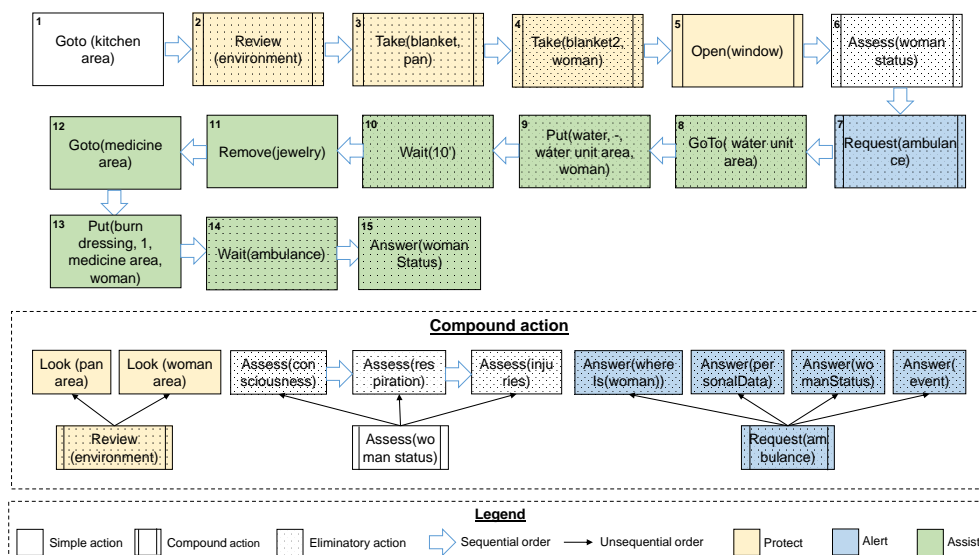 1
Goto (kitchen
area)
2
Review
(environment)
3
Take(blanket,
pan)
4
Take(blanket2,
woman)
5
Open(window)
6
Assess(woman
status)
12
Goto(medicine
area)
11
Remove(jewelry)
10
Wait(10')
9
Put(water, -,
wáter unit area,
woman)
8
GoTo( wáter unit
area)
7
Request(ambulan
ce)
13
Put(burn
dressing, 1,
medicine area,
woman)
14
Wait(ambulance)
15
Answer(woman
Status)
Compound action
Look (pan
area)
Look (woman
area)
Assess(con
sciousness)
Assess(res
piration)
Assess(inju
ries)
Answer(where
Is(woman))
Answer(pe
rsonalData)
Answer(wo
manStatus)
Answer(
event)
Review
(environment)
Assess(wo
man status)
Request(am
bulance)
Legend
Simple action
Compound action
Eliminatory action
Sequential order
Unsequential order
Protect
Alert
Assist